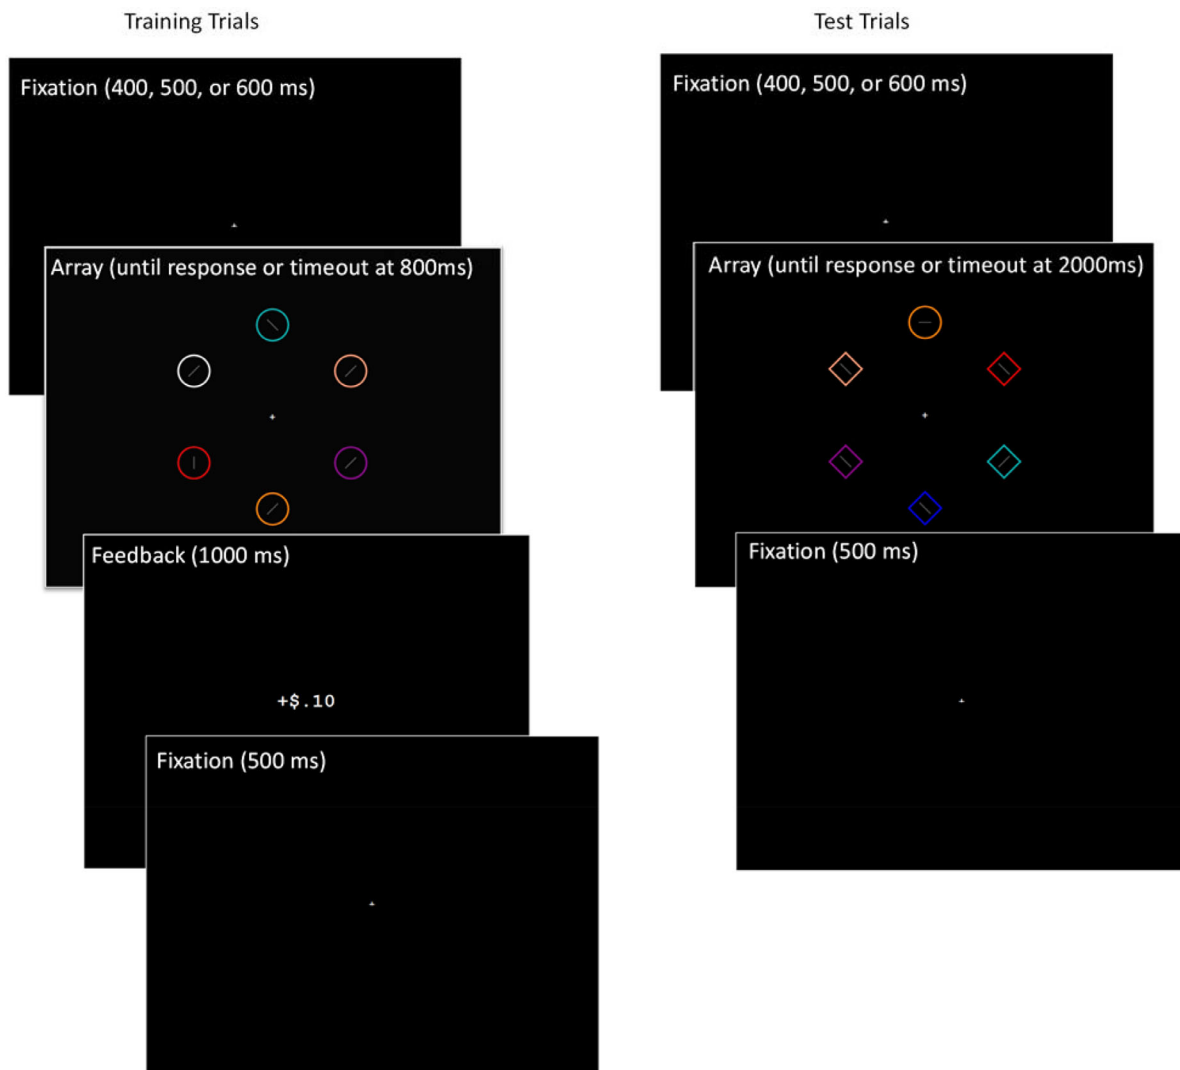 Training Trials
Fixation (400, 500, or 600 ms)
Array (until response or timeout at 800ms)
Feedback (1000 ms)
+$.10
Fixation (500 ms)
Test Trials
Fixation (400, 500, or 600 ms)
Array (until response or timeout at 2000ms)
Fixation (500 ms)